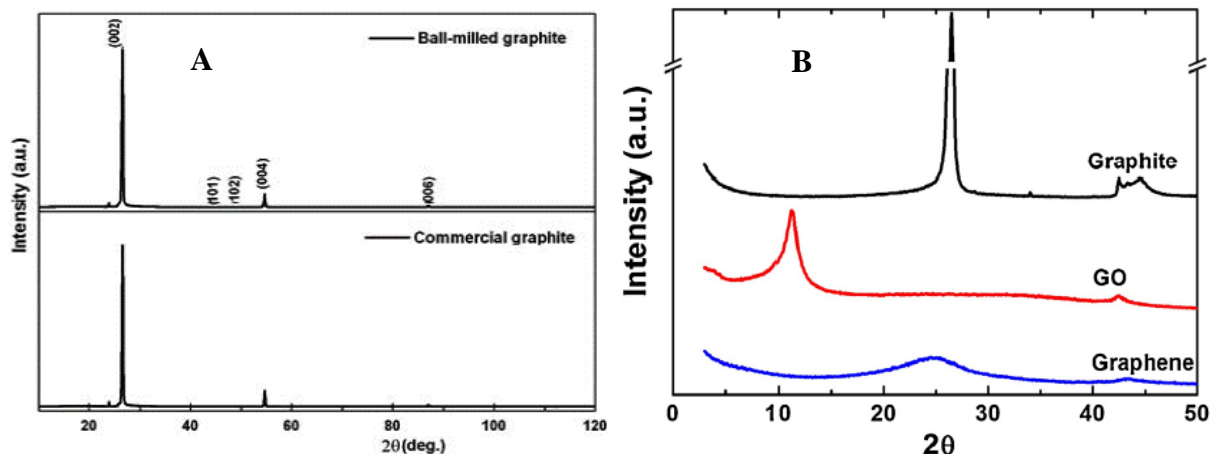 (002)
A
Ball-milled graphite
(101)
(102)
(004)
(006)
Commercial graphite
Intensity (a.u.)
20 40 60 80 100 120
2θ(deg.)
B
Graphite
GO
Graphene
Intensity (a.u.)
0 10 20 30 40 50
2θ